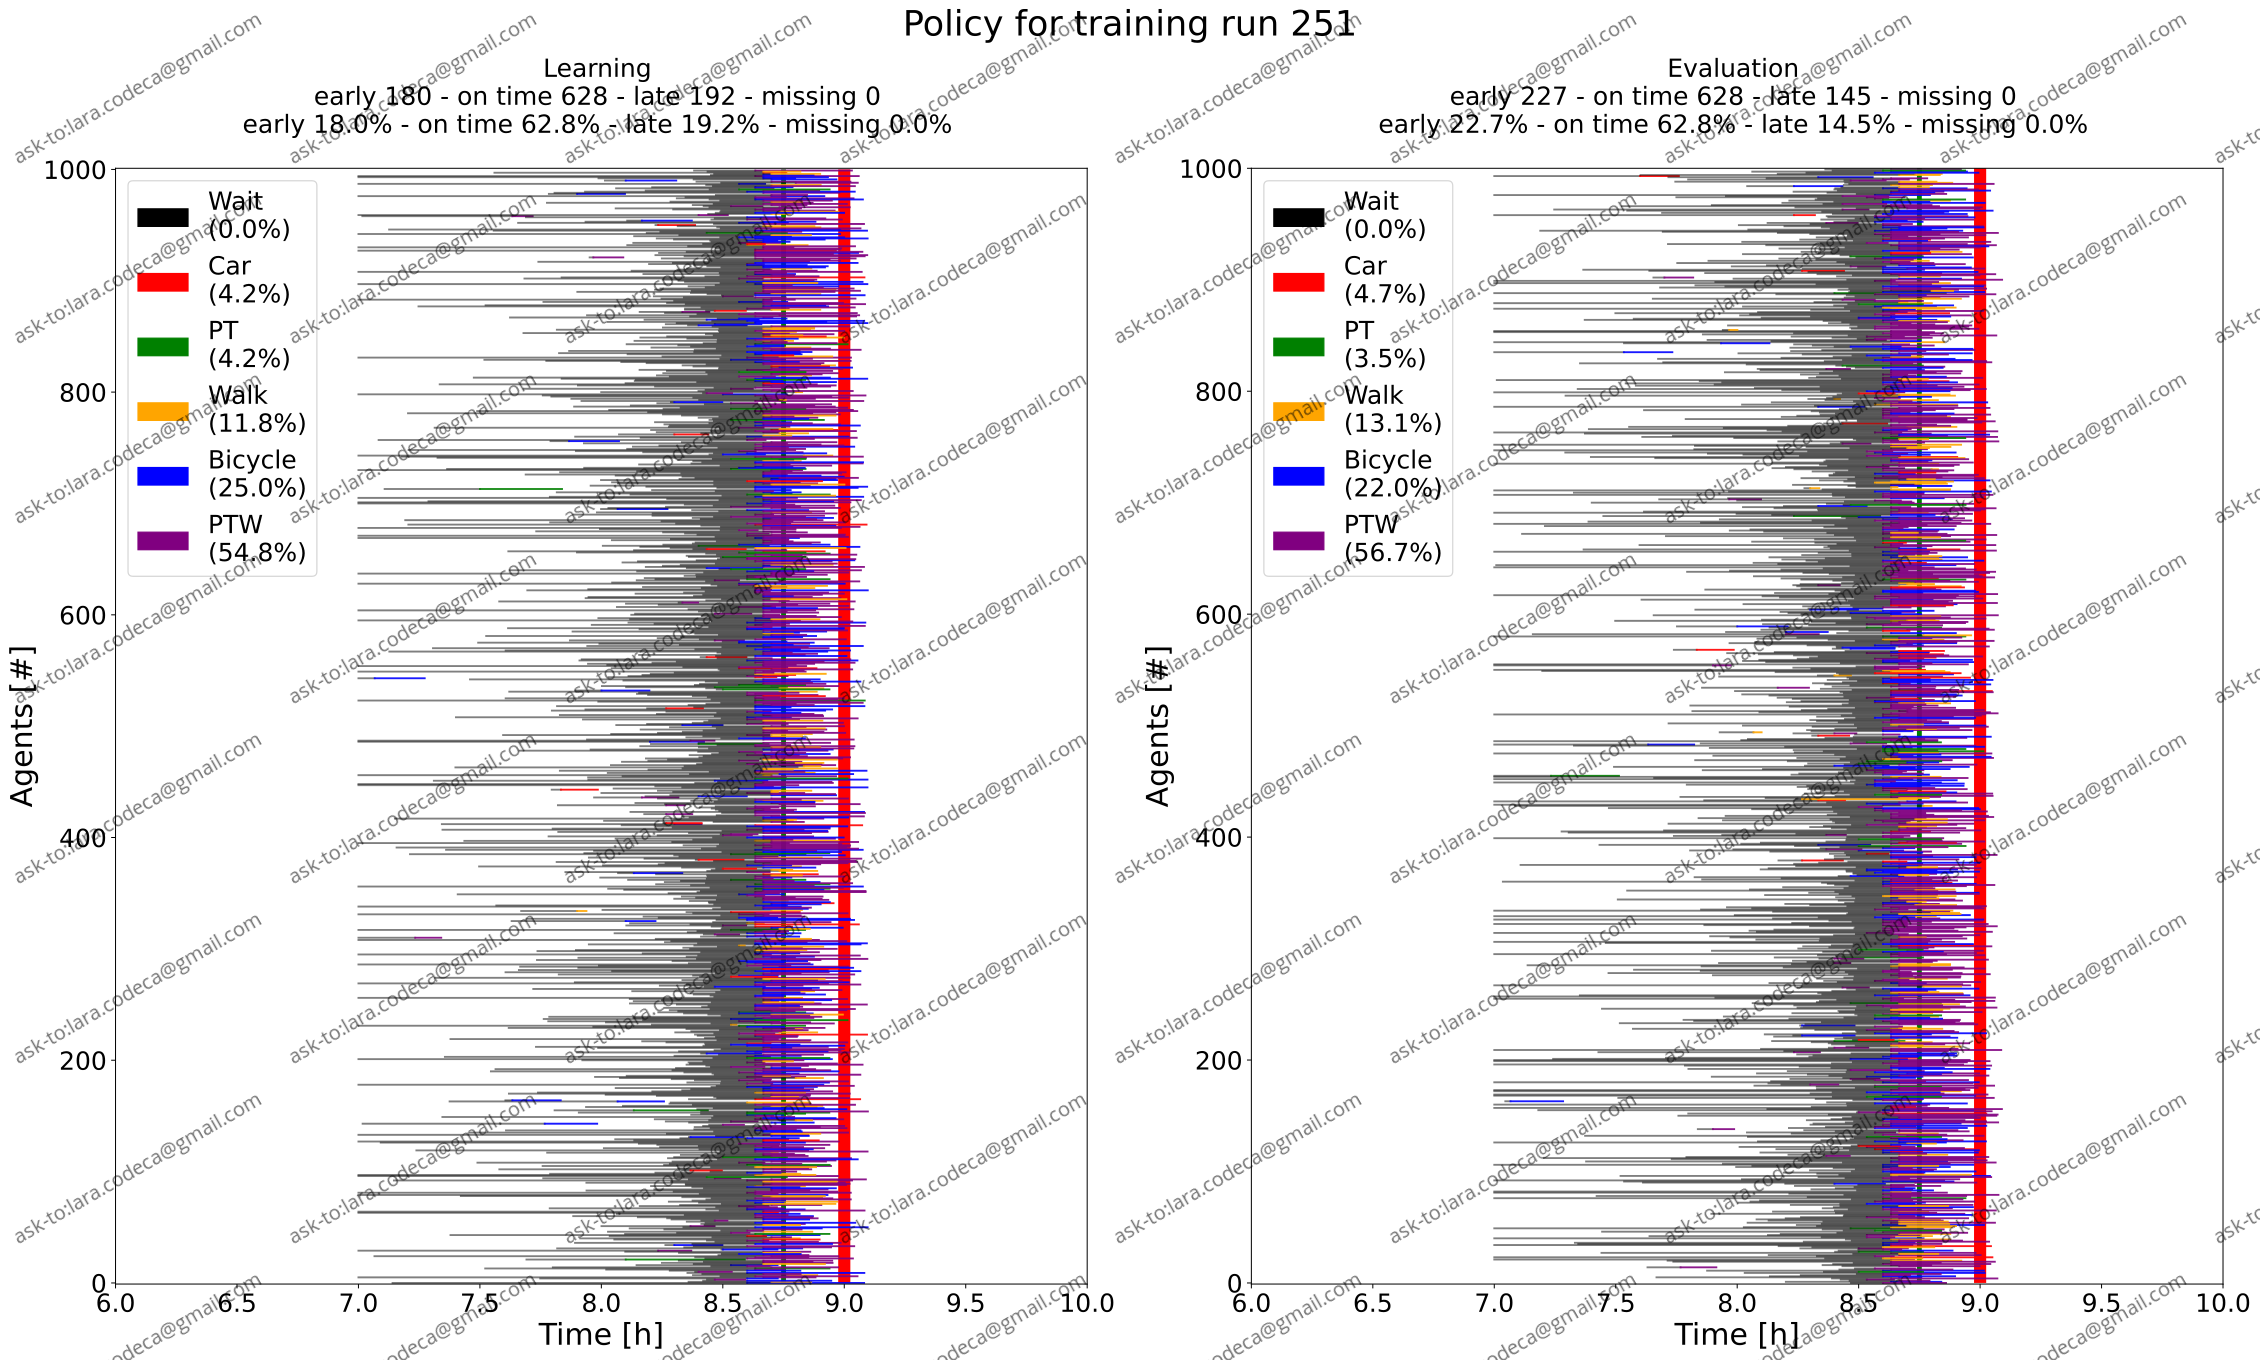 Policy for training run 251
Learning
early 180 - on time 628 - late 192 - missing 0
early 18.0% - on time 62.8% - late 19.2% - missing 0.0%
Agents [#]
1000
800
600
400
200
0
Wait
(0.0%)
Car
(4.2%)
PT
(4.2%)
Walk
(11.8%)
Bicycle
(25.0%)
PTW
(54.8%)
6.0 6.5 7.0 7.5 8.0 8.5 9.0 9.5 10.0
Time [h]
Evaluation
early 227 - on time 628 - late 145 - missing 0
early 22.7% - on time 62.8% - late 14.5% - missing 0.0%
Agents [#]
1000
800
600
400
200
0
Wait
(0.0%)
Car
(4.7%)
PT
(3.5%)
Walk
(13.1%)
Bicycle
(22.0%)
PTW
(56.7%)
6.0 6.5 7.0 7.5 8.0 8.5 9.0 9.5 10.0
Time [h]
ask-to:lara.codeca@gmail.com